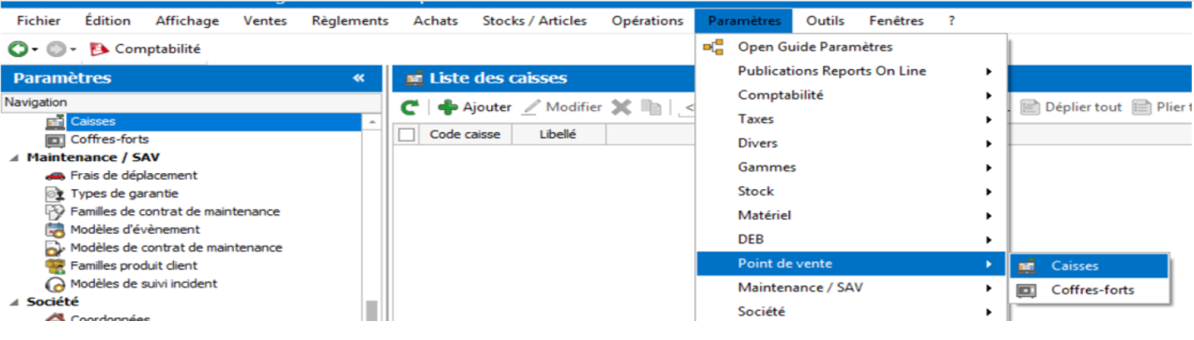 Fichier Édition Affichage Ventes Règlements Achats Stocks / Articles Opérations Paramètres Outils Fenêtres ?
Comptabilité
Paramètres «
Navigation
Caisses
Coffres-forts
Maintenance / SAV
Frais de déplacement
Types de garantie
Familles de contrat de maintenance
Modèles d'évènement
Modèles de contrat de maintenance
Familles produit client
Modèles de suivi incident
Société
Coordonnées
Liste des caisses
Ajouter Modifier
Déplier tout Plier
Code caisse Libellé
Open Guide Paramètres
Publications Reports On Line
Comptabilité
Taxes
Divers
Gammes
Stock
Matériel
DEB
Point de vente
Maintenance / SAV
Société
Caisses
Coffres-forts